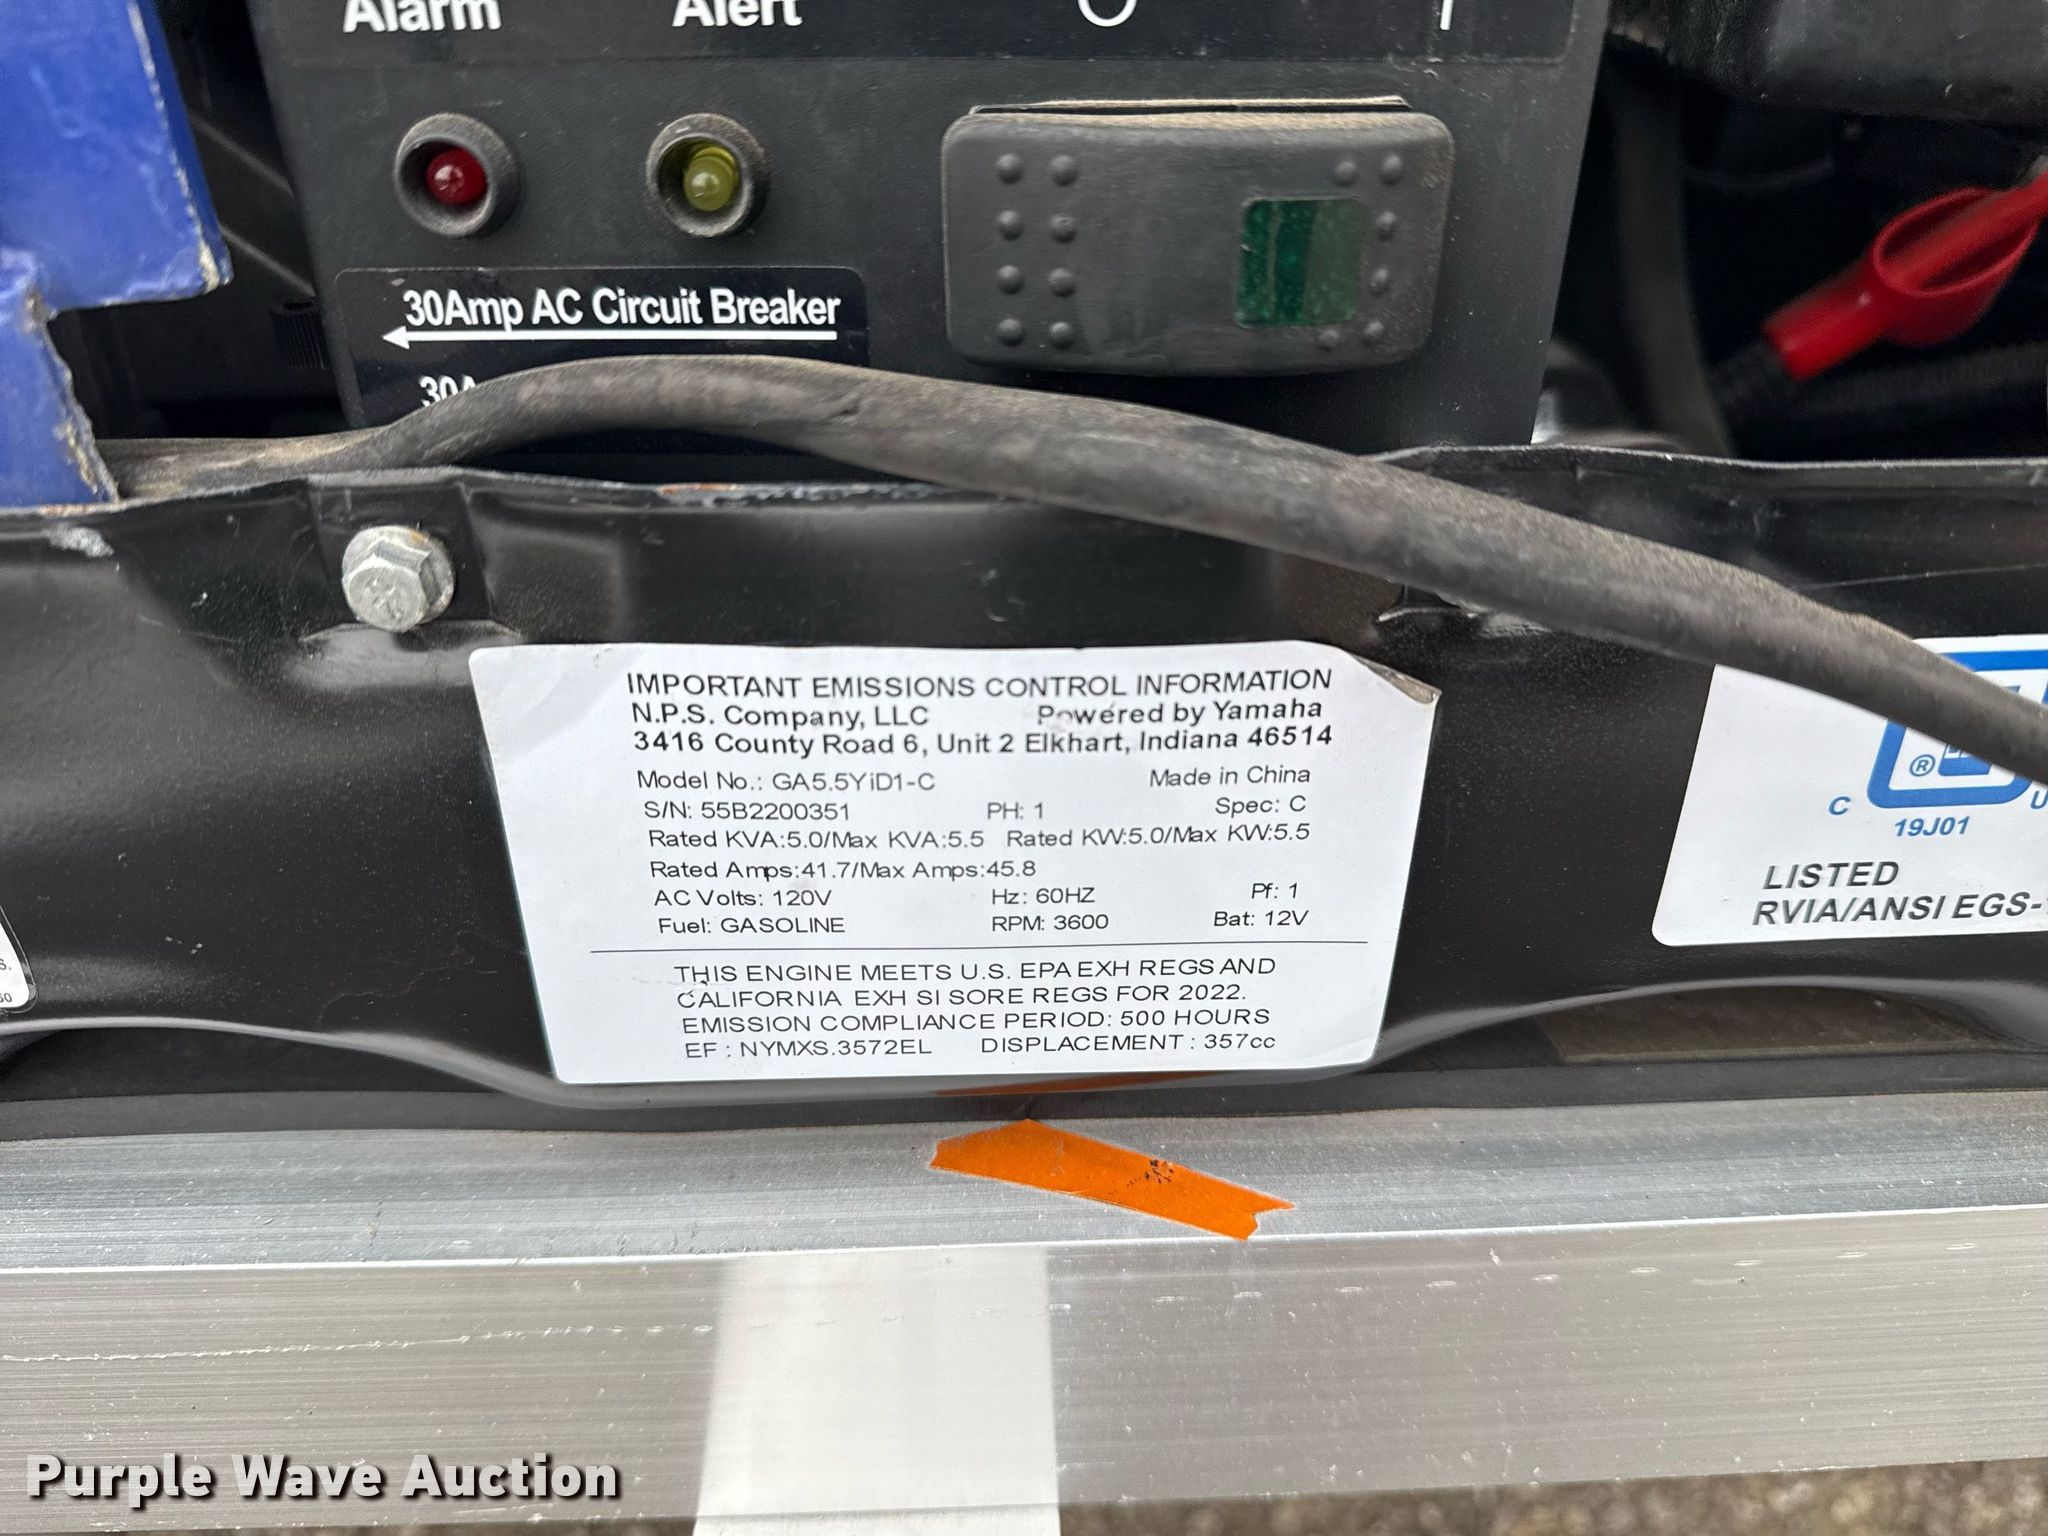 Alarm Alert O I
30Amp AC Circuit Breaker
30A
IMPORTANT EMISSIONS CONTROL INFORMATION
N.P.S. Company, LLC Powered by Yamaha
3416 County Road 6, Unit 2 Elkhart, Indiana 46514
Model No.: GA5.5YiD1-C Made in China
S/N: 55B2200351 PH: 1 Spec: C
Rated KVA:5.0/Max KVA:5.5 Rated KW:5.0/Max KW:5.5
Rated Amps:41.7/Max Amps:45.8
AC Volts: 120V Hz: 60HZ Pf: 1
Fuel: GASOLINE RPM: 3600 Bat: 12V
THIS ENGINE MEETS U.S. EPA EXH REGS AND
CALIFORNIA EXH SI SORE REGS FOR 2022.
EMISSION COMPLIANCE PERIOD: 500 HOURS
EF : NYMXS.3572EL DISPLACEMENT : 357cc
®
C U
19J01
LISTED
RVIA/ANSI EGS-
Purple Wave Auction